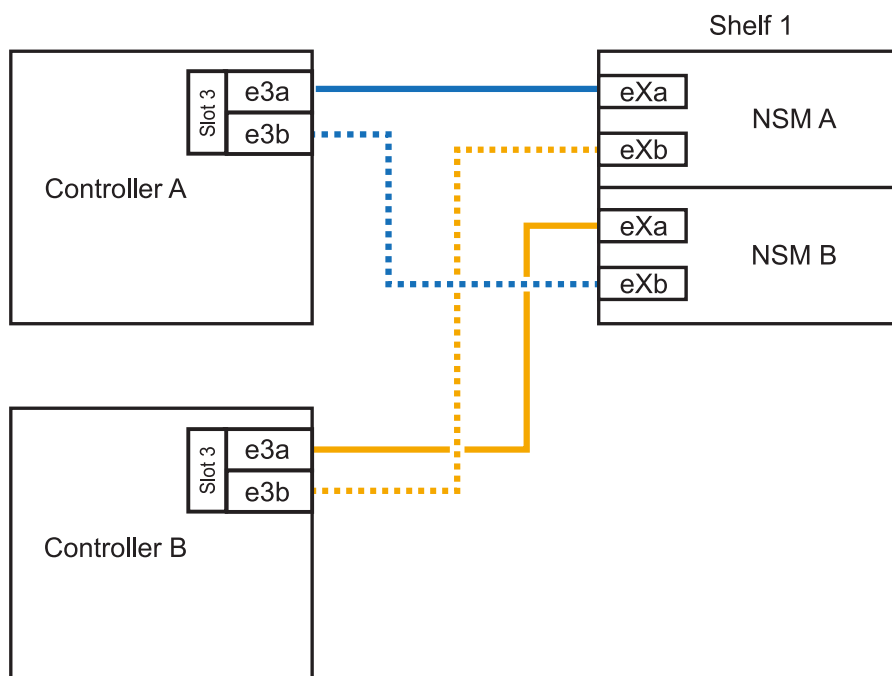 Shelf 1
Slot 3
e3a
e3b
Controller A
eXa
eXb
NSM A
eXa
eXb
NSM B
Slot 3
e3a
e3b
Controller B